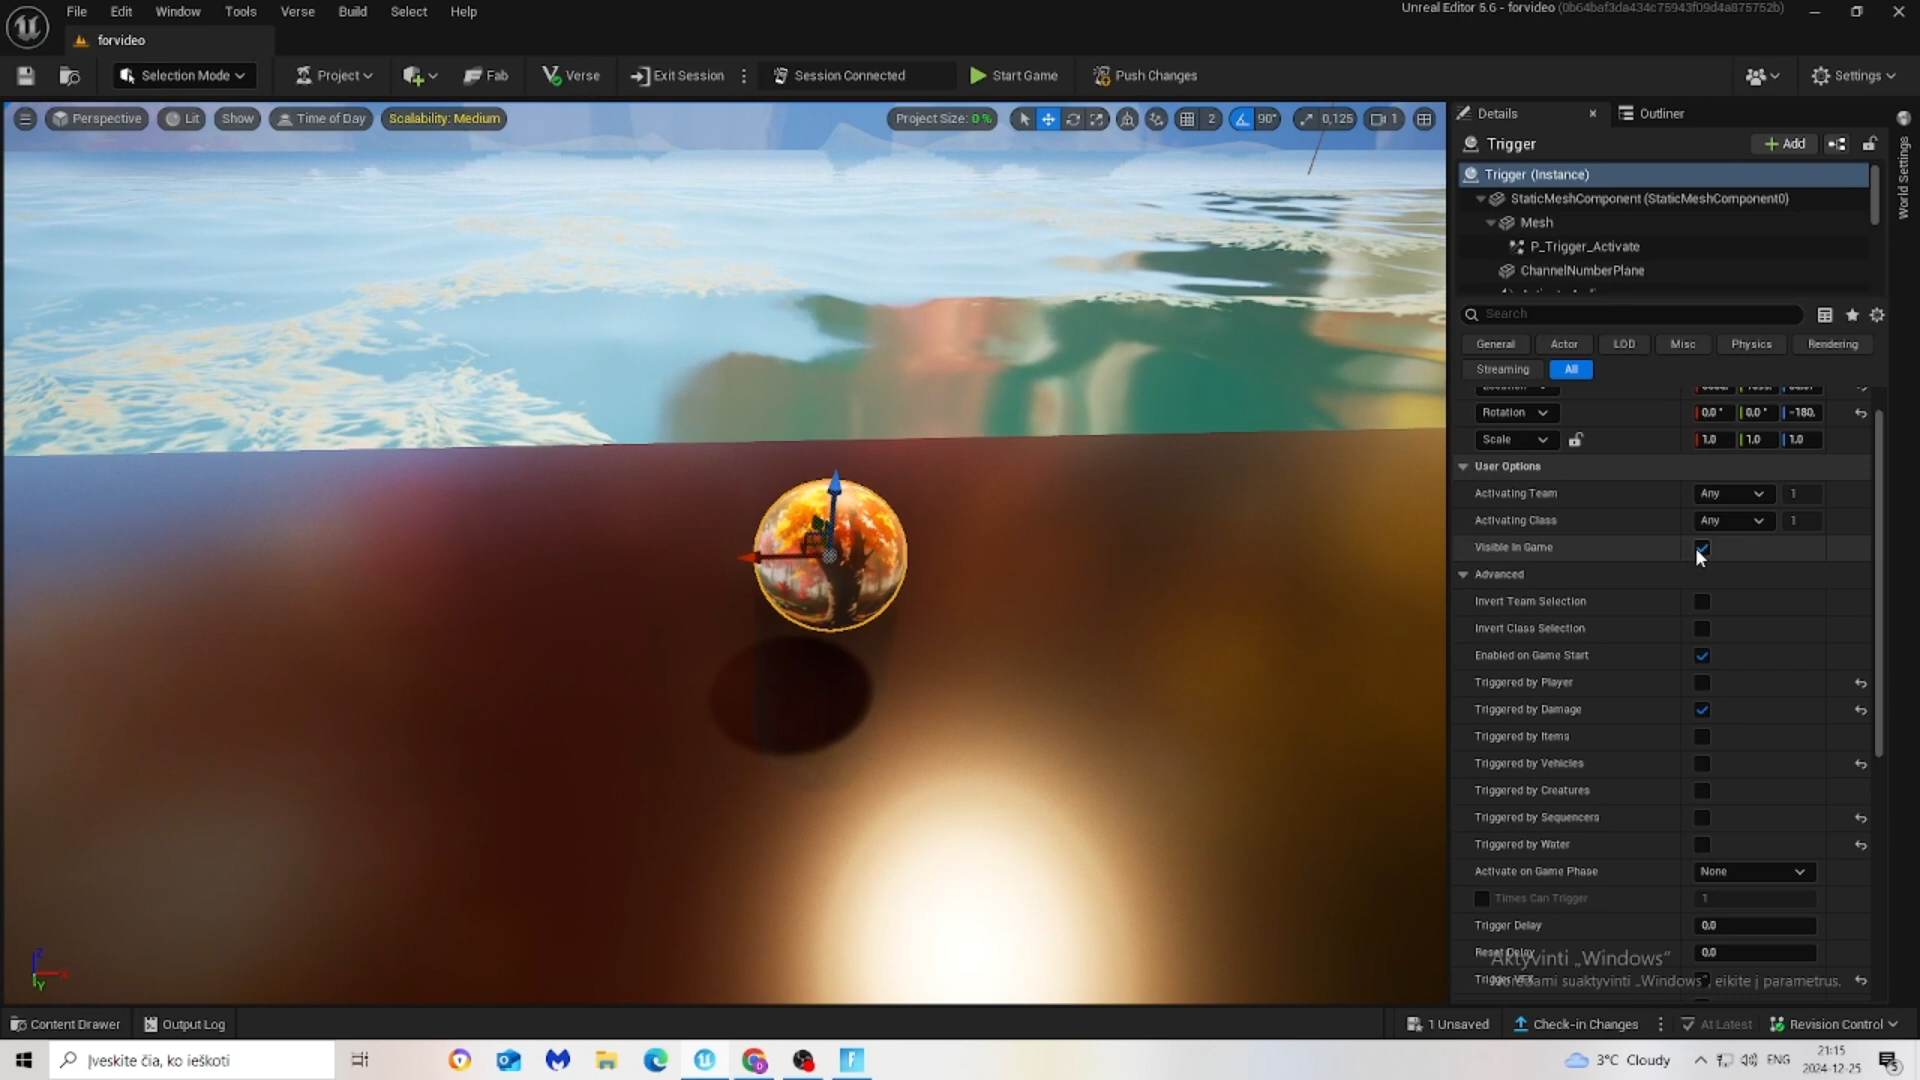 File Edit Window Tools Verse Build Select Help
Unreal Editor 5.6 - forvideo (0b64baf3da434c75943f09d4a875752b)
forvideo
Selection Mode Project Fab Verse Exit Session Session Connected Start Game Push Changes Settings
Perspective Lit Show Time of Day Scalability: Medium Project Size: 0 % 2 90° 0,125 1
Details Outliner
World Settings
Trigger Add
Trigger (Instance)
StaticMeshComponent (StaticMeshComponent0)
Mesh
P_Trigger_Activate
ChannelNumberPlane
Search
General Actor LOD Misc Physics Rendering
Streaming All
Rotation 0.0° 0.0° -180,
Scale 1.0 1.0 1.0
User Options
Activating Team Any 1
Activating Class Any 1
Visible In Game
Advanced
Invert Team Selection
Invert Class Selection
Enabled on Game Start
Triggered by Player
Triggered by Damage
Triggered by Items
Triggered by Vehicles
Triggered by Creatures
Triggered by Sequencers
Triggered by Water
Activate on Game Phase None
Times Can Trigger 1
Trigger Delay 0.0
Reset Delay 0.0
Aktyvinti „Windows“
Trigger VFX
Norėdami suaktyvinti „Windows“, eikite į parametrus.
Content Drawer Output Log 1 Unsaved Check-in Changes At Latest Revision Control
Įveskite čia, ko ieškoti 3°C Cloudy ENG 21:15
2024-12-25 5